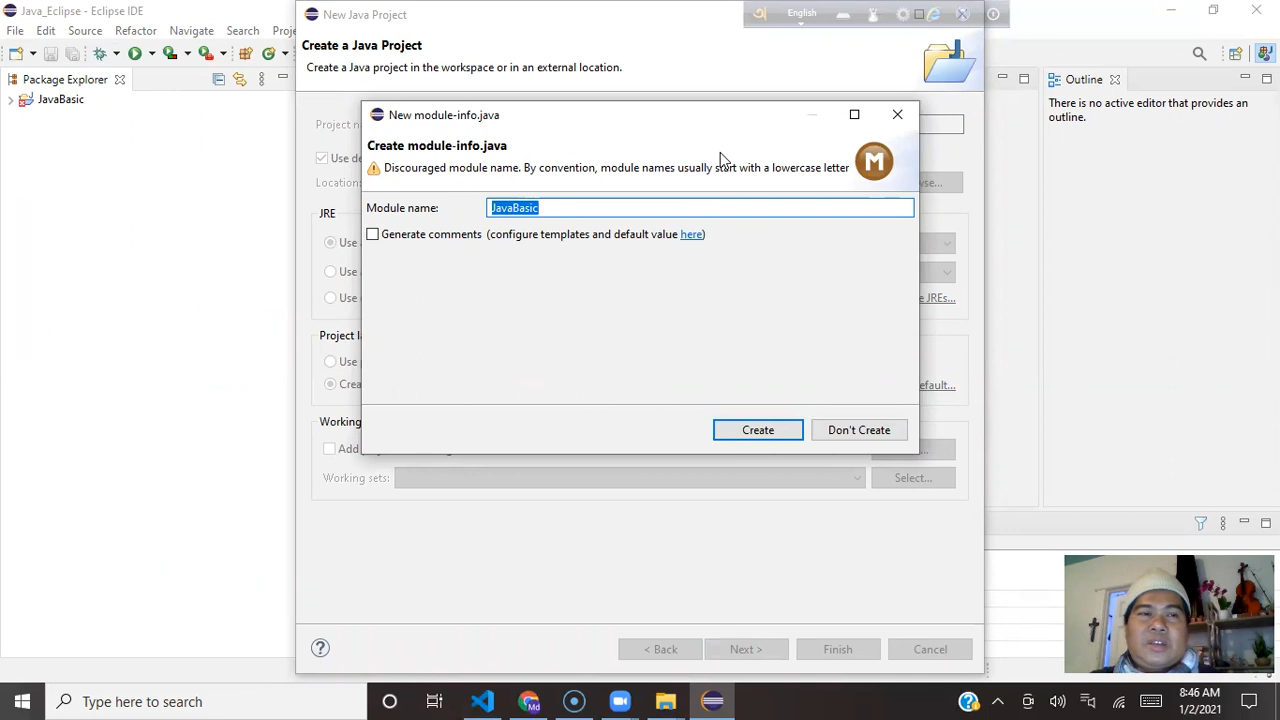 Java_Eclipse - Eclipse IDE
New Java Project
English
File Edit Source Refactor Navigate Search
Create a Java Project
Create a Java project in the workspace or in an external location.
Package Explorer
Outline
JavaBasic
There is no active editor that provides an
outline.
New module-info.java
Create module-info.java
M
Discouraged module name. By convention, module names usually start with a lowercase letter
Module name: JavaBasic
Generate comments (configure templates and default value here)
JRE
JREs...
Create Don't Create
Working sets: Select...
? < Back Next > Finish Cancel
Type here to search
Md
8:46 AM
1/2/2021